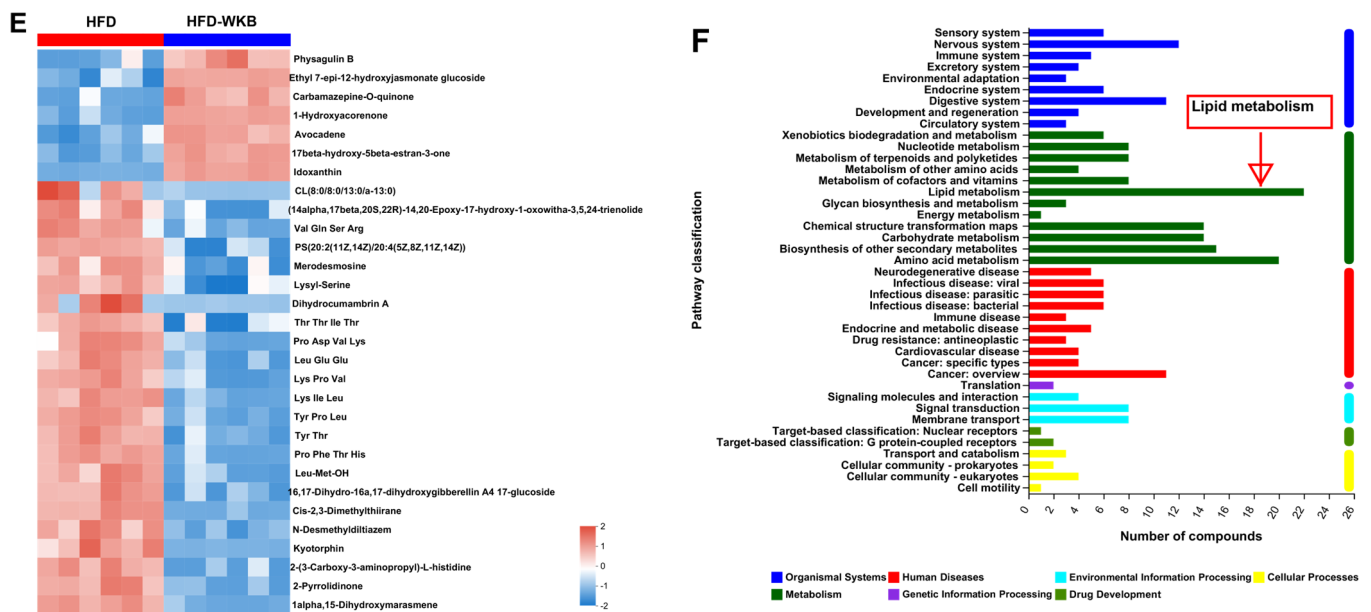 E
HFD
HFD-WKB
Physagulin B
Ethyl 7-epi-12-hydroxyjasmonate glucoside
Carbamazepine-O-quinone
1-Hydroxyacorenone
Avocadene
17beta-hydroxy-5beta-estran-3-one
Idoxanthin
CL(8:0/8:0/13:0/a-13:0)
(14alpha,17beta,20S,22R)-14,20-Epoxy-17-hydroxy-1-oxowitha-3,5,24-trienolide
Val Gln Ser Arg
PS(20:2(11Z,14Z)/20:4(5Z,8Z,11Z,14Z))
Merodesmosine
Lysyl-Serine
Dihydrocumambrin A
Thr Thr Ile Thr
Pro Asp Val Lys
Leu Glu Glu
Lys Pro Val
Lys Ile Leu
Tyr Pro Leu
Tyr Thr
Pro Phe Thr His
Leu-Met-OH
16,17-Dihydro-16a,17-dihydroxygibberellin A4 17-glucoside
Cis-2,3-Dimethylthiirane
N-Desmethyldiltiazem
Kyotorphin
2-(3-Carboxy-3-aminopropyl)-L-histidine
2-Pyrrolidinone
1alpha,15-Dihydroxymarasmene
2
1
0
-1
-2
F
Pathway classification
Sensory system
Nervous system
Immune system
Excretory system
Environmental adaptation
Endocrine system
Digestive system
Development and regeneration
Circulatory system
Xenobiotics biodegradation and metabolism
Nucleotide metabolism
Metabolism of terpenoids and polyketides
Metabolism of other amino acids
Metabolism of cofactors and vitamins
Lipid metabolism
Glycan biosynthesis and metabolism
Energy metabolism
Chemical structure transformation maps
Carbohydrate metabolism
Biosynthesis of other secondary metabolites
Amino acid metabolism
Neurodegenerative disease
Infectious disease: viral
Infectious disease: parasitic
Infectious disease: bacterial
Immune disease
Endocrine and metabolic disease
Drug resistance: antineoplastic
Cardiovascular disease
Cancer: specific types
Cancer: overview
Translation
Signaling molecules and interaction
Signal transduction
Membrane transport
Target-based classification: Nuclear receptors
Target-based classification: G protein-coupled receptors
Transport and catabolism
Cellular community - prokaryotes
Cellular community - eukaryotes
Cell motility
Lipid metabolism
0 2 4 6 8 10 12 14 16 18 20 22 24 26
Number of compounds
Organismal Systems
Human Diseases
Environmental Information Processing
Cellular Processes
Metabolism
Genetic Information Processing
Drug Development